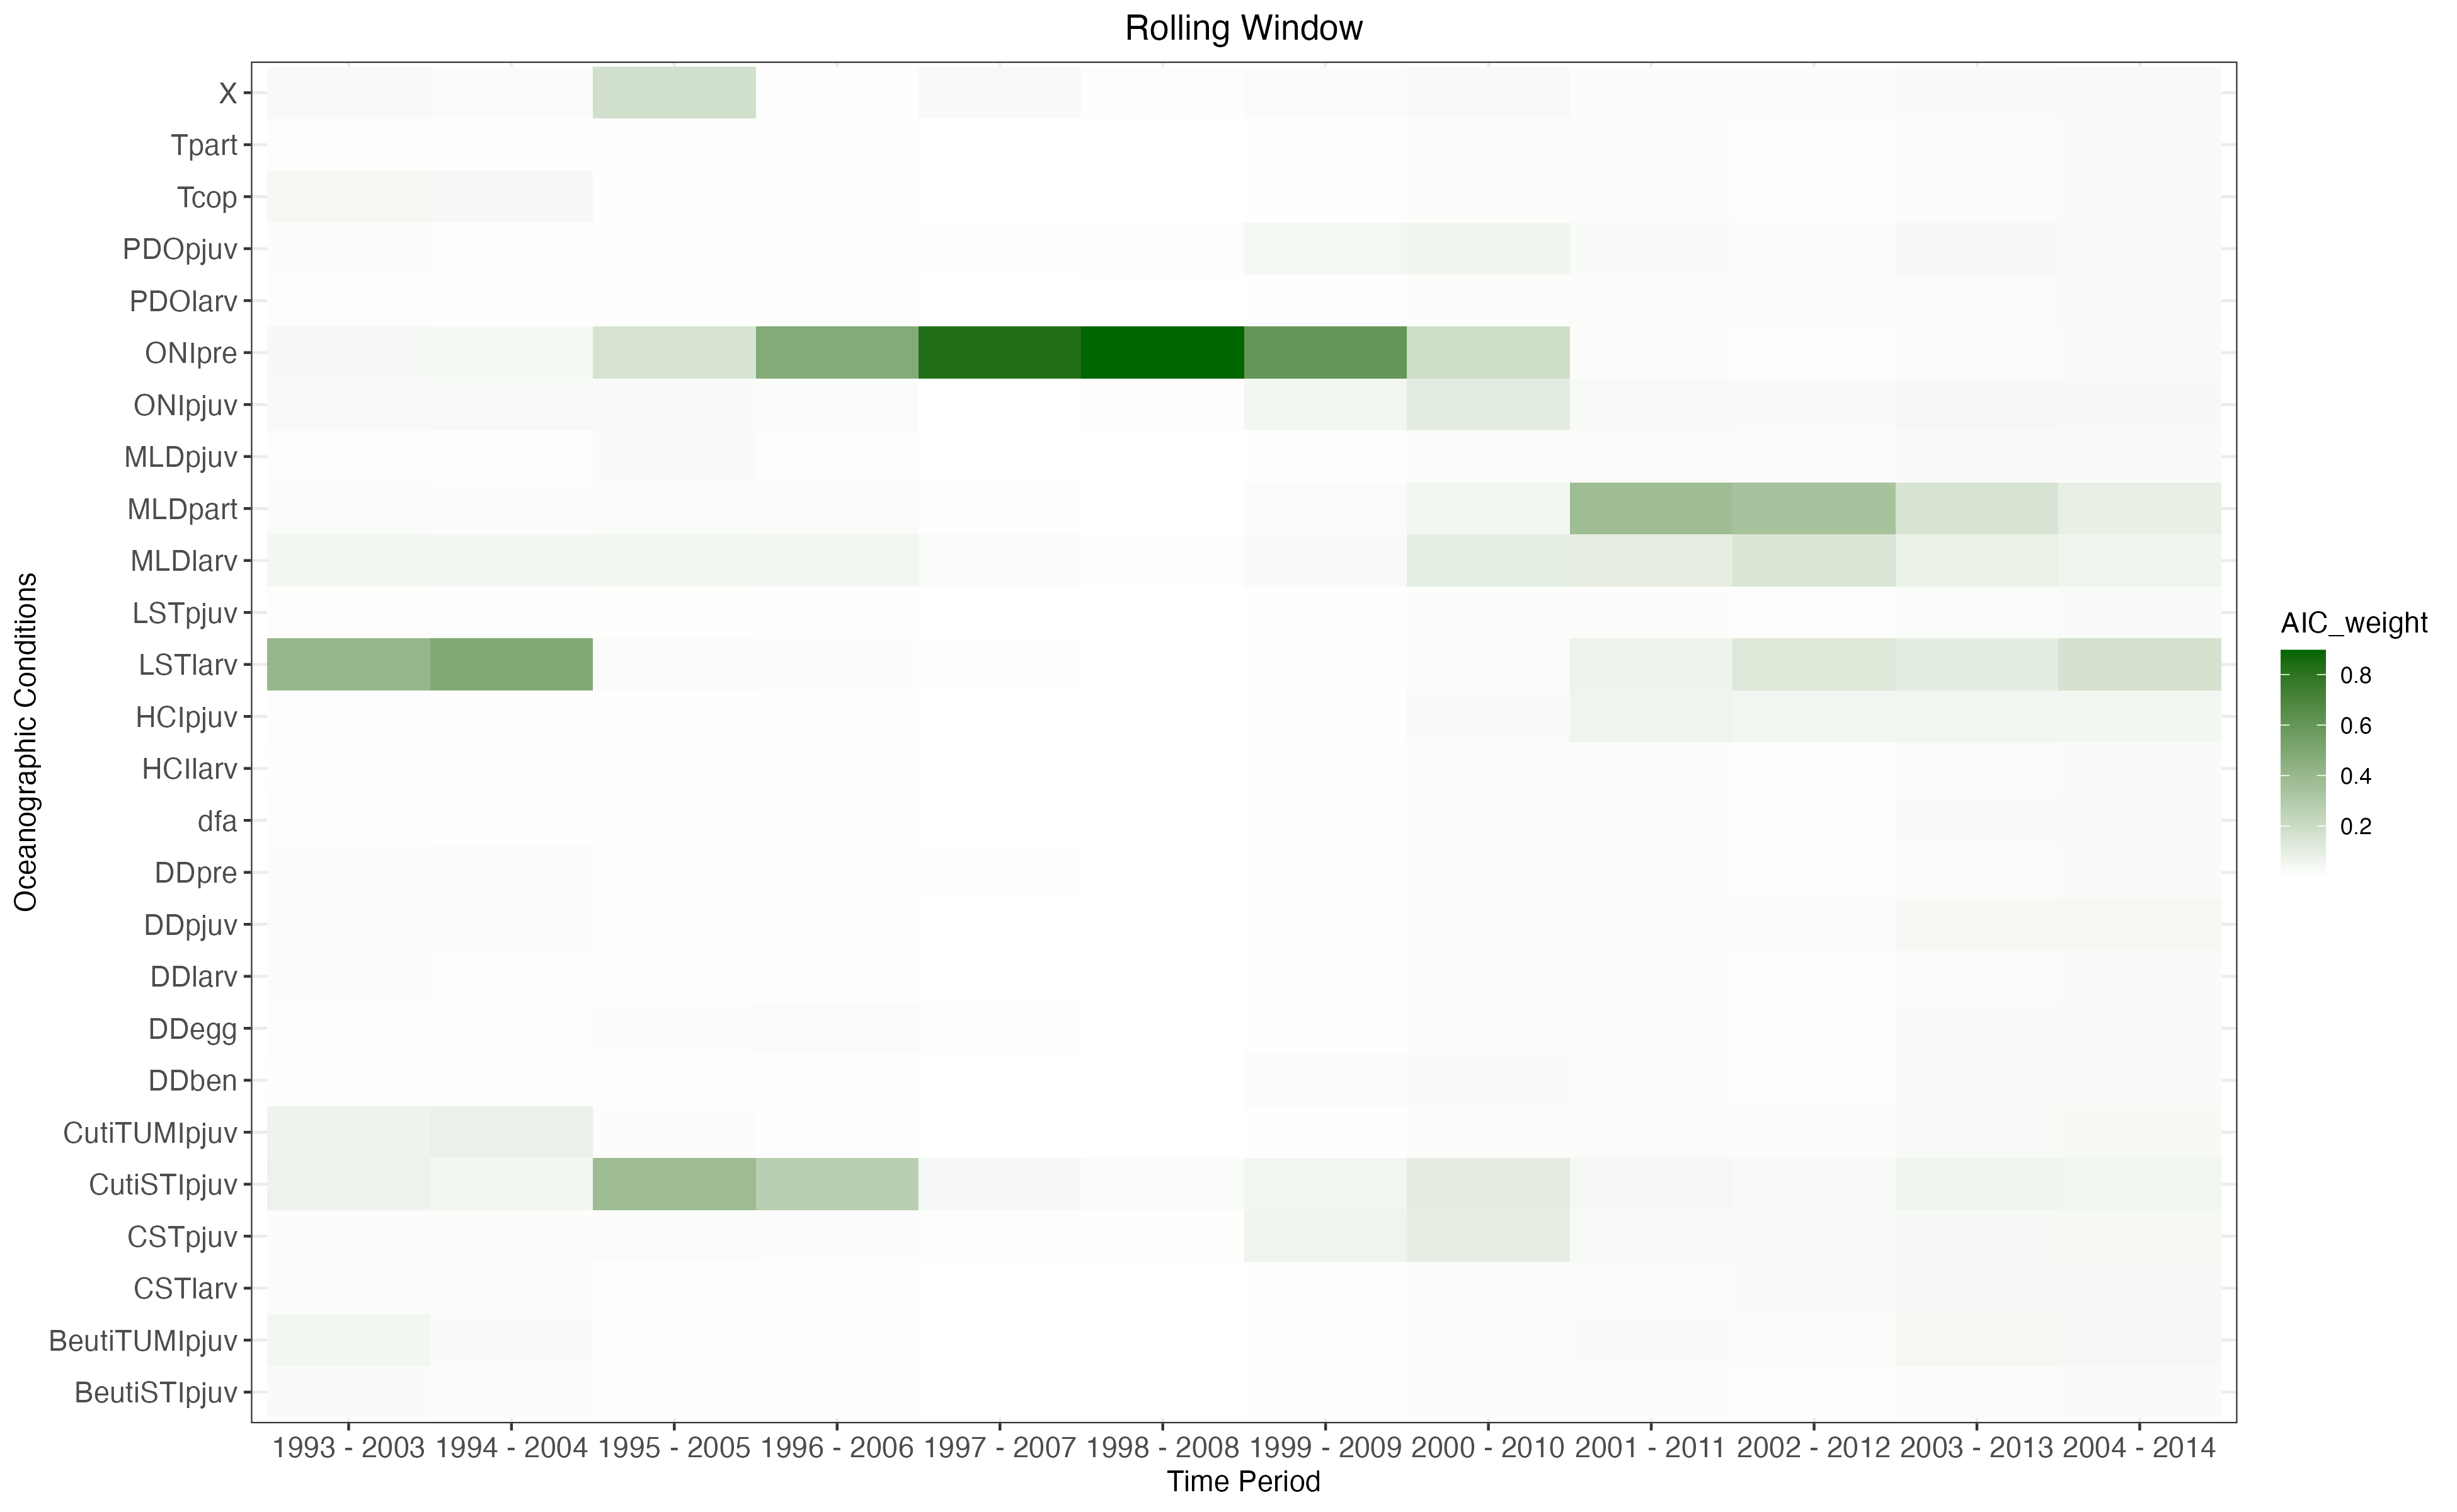 Rolling Window
X
Tpart
Tcop
PDOpjuv
PDOlarv
ONIpre
ONIpjuv
MLDpjuv
MLDpart
MLDlarv
LSTpjuv
LSTlarv
HCIpjuv
HCIlarv
dfa
DDpre
DDpjuv
DDlarv
DDegg
DDben
CutiTUMIpjuv
CutiSTIpjuv
CSTpjuv
CSTlarv
BeutiTUMIpjuv
BeutiSTIpjuv
Oceanographic Conditions
1993 - 2003 1994 - 2004 1995 - 2005 1996 - 2006 1997 - 2007 1998 - 2008 1999 - 2009 2000 - 2010 2001 - 2011 2002 - 2012 2003 - 2013 2004 - 2014
Time Period
AIC_weight
0.8
0.6
0.4
0.2